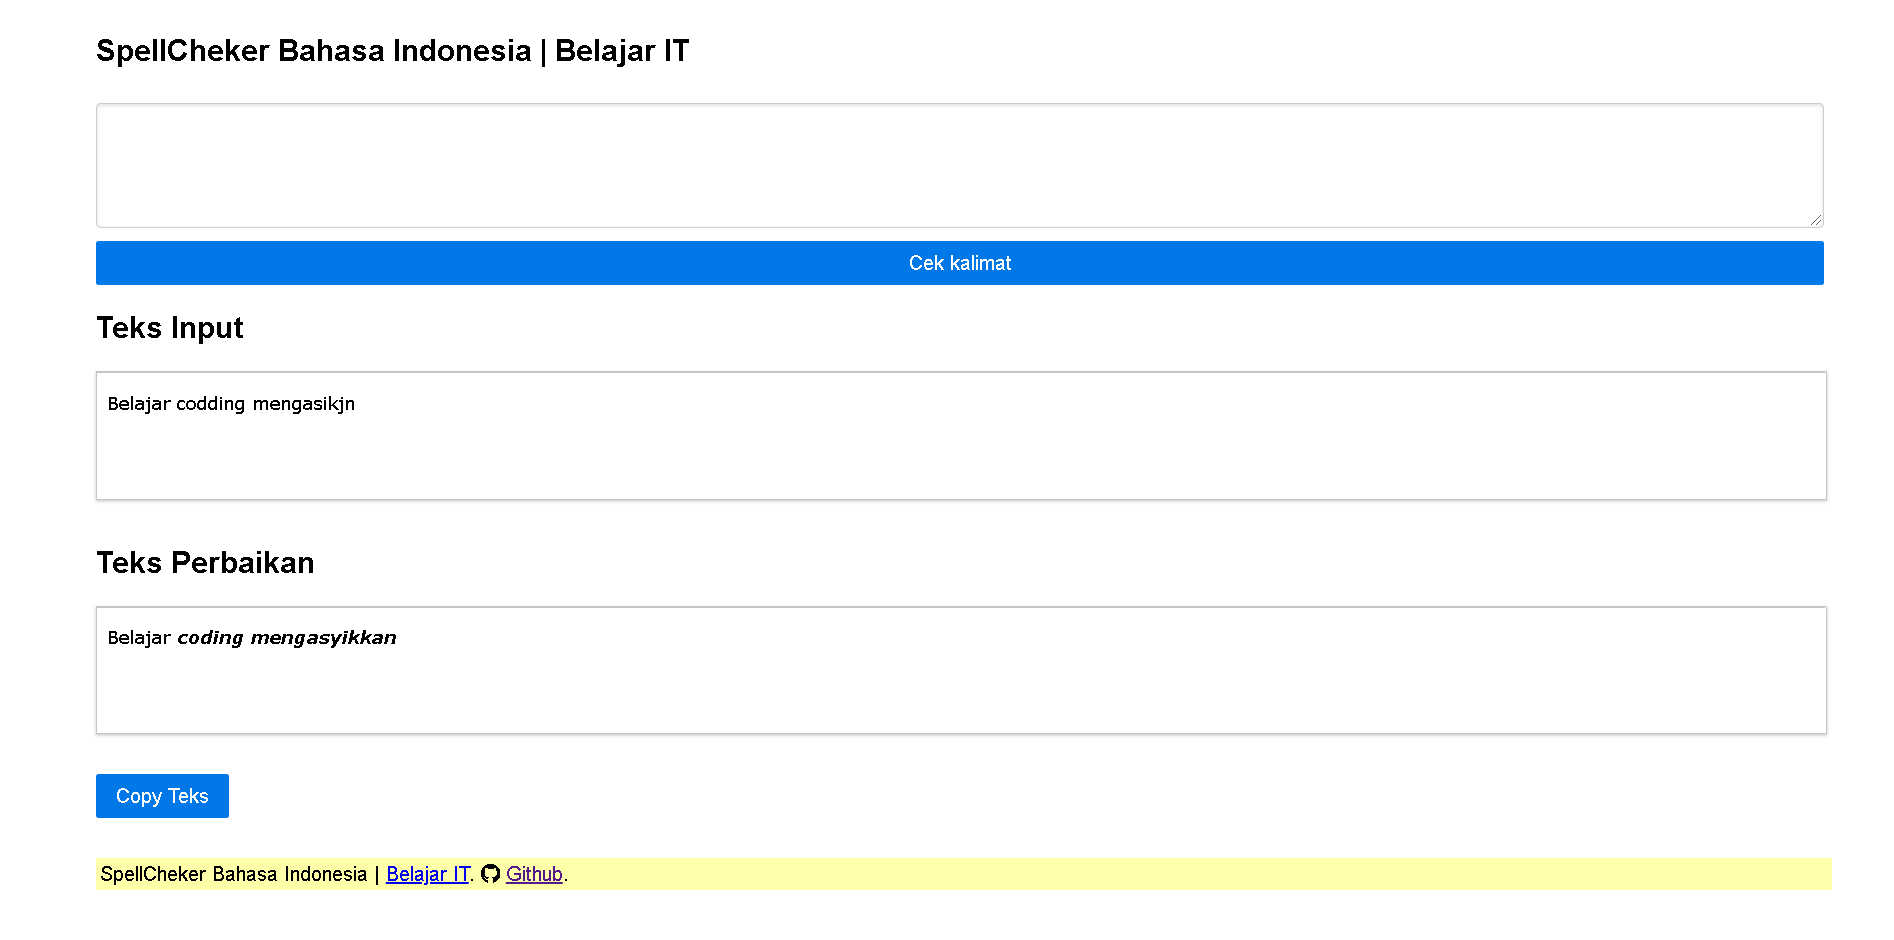 SpellCheker Bahasa Indonesia | Belajar IT
Cek kalimat
Teks Input
Belajar codding mengasikjn
Teks Perbaikan
Belajar coding mengasyikkan
Copy Teks
SpellCheker Bahasa Indonesia | Belajar IT. Github.